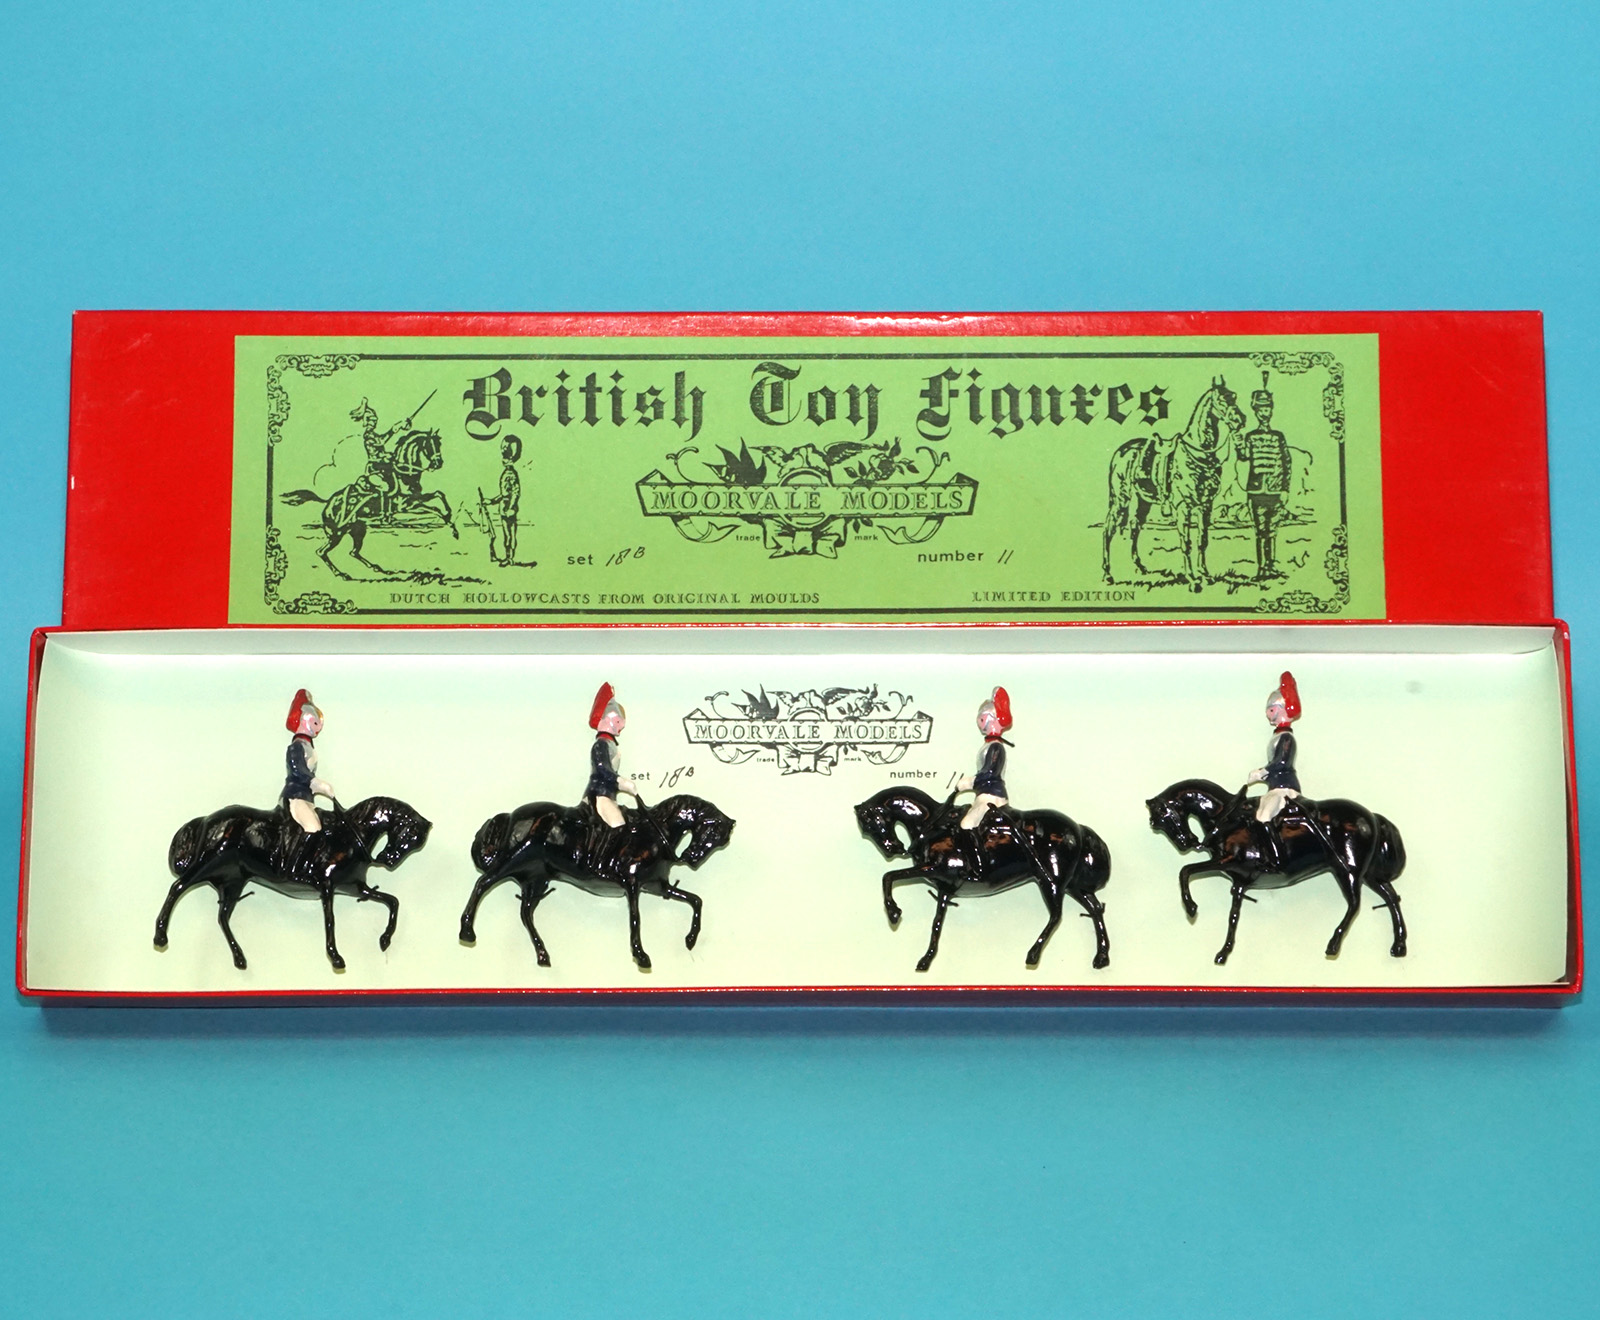 British Toy Figures
MOORVALE MODELS
trade mark
set 18B number 11
DUTCH HOLLOWCASTS FROM ORIGINAL MOULDS LIMITED EDITION
MOORVALE MODELS
trade mark
set 18B number 11